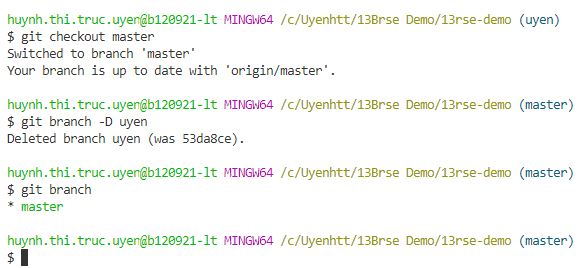 huynh.thi.truc.uyen@b120921-lt MINGW64 /c/Uyenhtt/13Brse Demo/13rse-demo (uyen)
$ git checkout master
Switched to branch 'master'
Your branch is up to date with 'origin/master'.
huynh.thi.truc.uyen@b120921-lt MINGW64 /c/Uyenhtt/13Brse Demo/13rse-demo (master)
$ git branch -D uyen
Deleted branch uyen (was 53da8ce).
huynh.thi.truc.uyen@b120921-lt MINGW64 /c/Uyenhtt/13Brse Demo/13rse-demo (master)
$ git branch
* master
huynh.thi.truc.uyen@b120921-lt MINGW64 /c/Uyenhtt/13Brse Demo/13rse-demo (master)
$